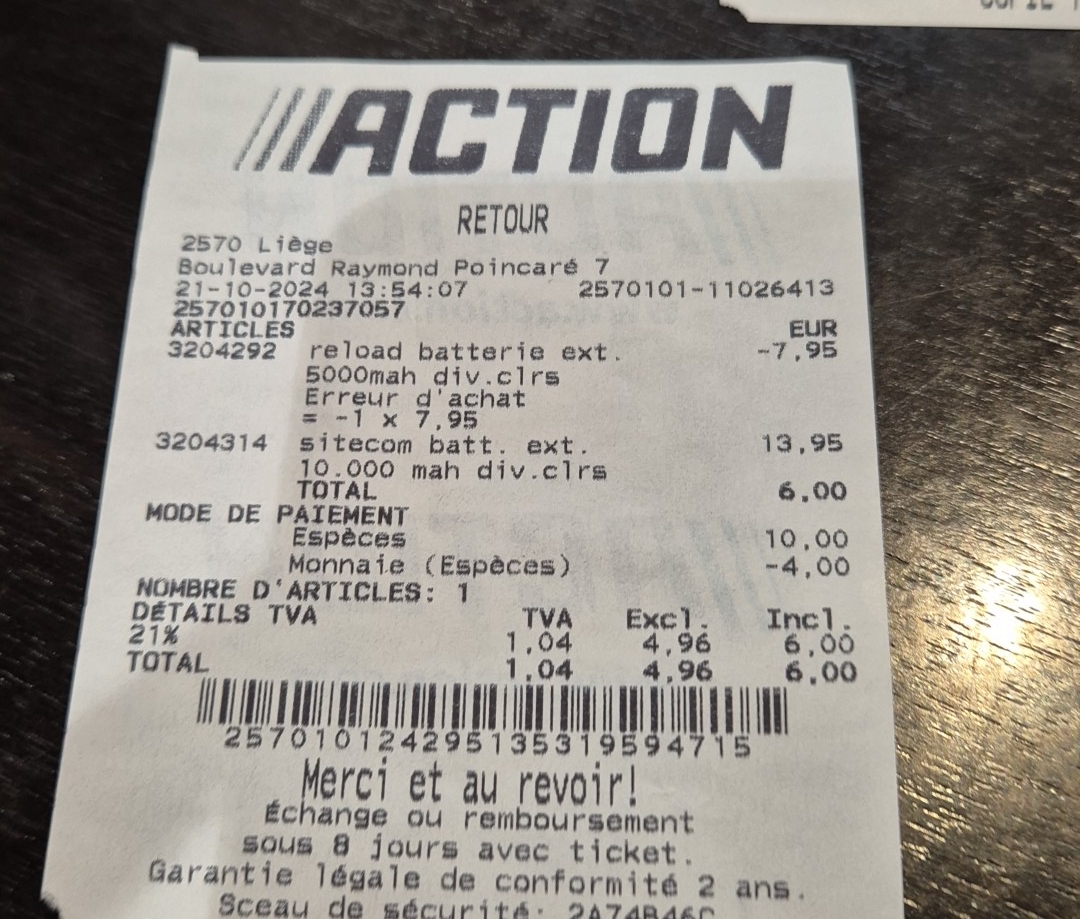 ACTION
RETOUR
2570 Liège
Boulevard Raymond Poincaré 7
21-10-2024 13:54:07 2570101-11026413
257010170237057
ARTICLES EUR
3204292 reload batterie ext. -7,95
5000mah div.clrs
Erreur d'achat
= -1 x 7,95
3204314 sitecom batt. ext. 13,95
10.000 mah div.clrs
TOTAL 6,00
MODE DE PAIEMENT
Espèces 10,00
Monnaie (Espèces) -4,00
NOMBRE D'ARTICLES: 1
DÉTAILS TVA TVA Excl. Incl.
21% 1,04 4,96 6,00
TOTAL 1,04 4,96 6,00
257010124295135319594715
Merci et au revoir!
Échange ou remboursement
sous 8 jours avec ticket.
Garantie légale de conformité 2 ans.
Sceau de sécurité: